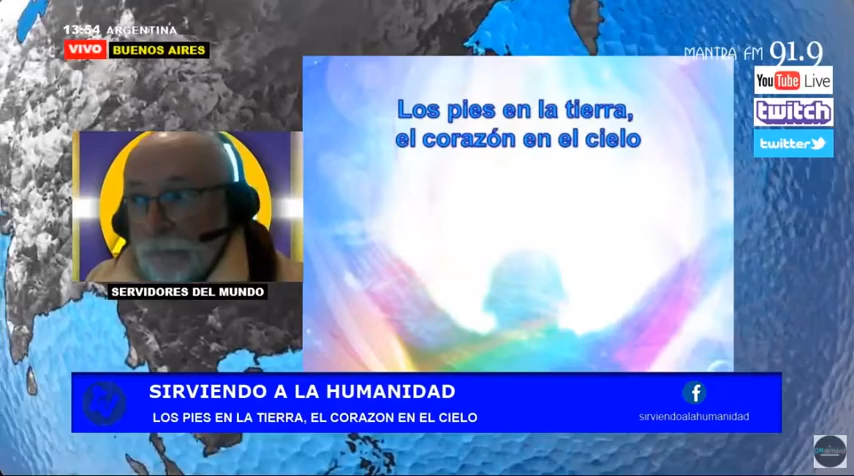 13:54 ARGENTINA
VIVO BUENOS AIRES
MANTRA FM 91.9
YouTube Live
twitch
twitter
Los pies en la tierra,
el corazón en el cielo
SERVIDORES DEL MUNDO
SIRVIENDO A LA HUMANIDAD
LOS PIES EN LA TIERRA, EL CORAZON EN EL CIELO
f
sirviendoalahumanidad